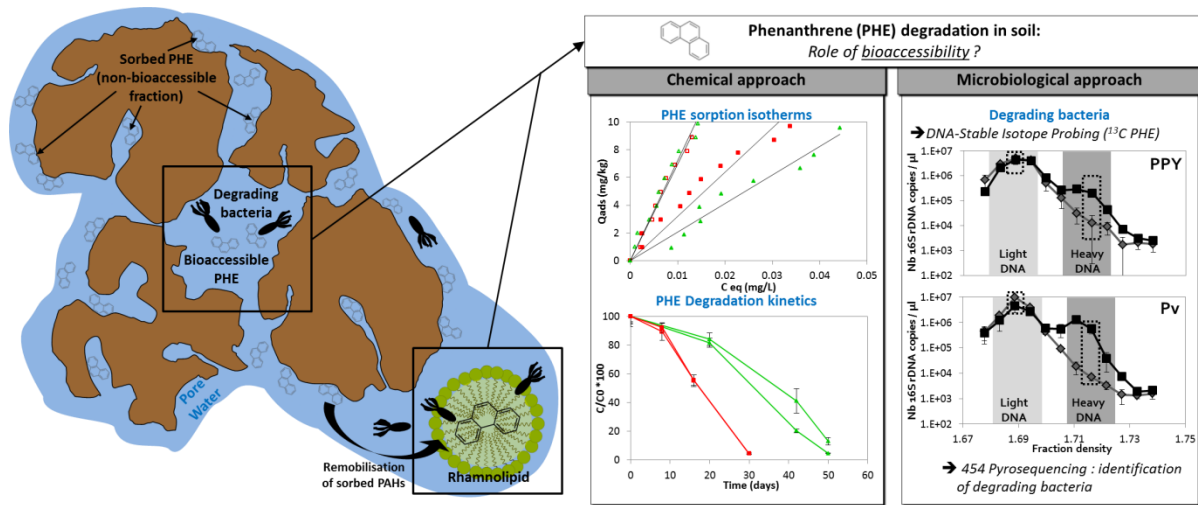 Sorbed PHE
(non-bioaccessible
fraction)
Degrading
bacteria
Bioaccessible
PHE
Pore
Water
Remobilisation
of sorbed PAHs
Rhamnolipid
Phenanthrene (PHE) degradation in soil:
Role of bioaccessibility ?
Chemical approach
PHE sorption isotherms
Qads (mg/kg)
10
8
6
4
2
0
0
0.01
0.02
0.03
0.04
0.05
C eq (mg/L)
PHE Degradation kinetics
C/C0 *100
100
80
60
40
20
0
0
10
20
30
40
50
60
Time (days)
Microbiological approach
Degrading bacteria
➔DNA-Stable Isotope Probing (¹³C PHE)
PPY
Nb 16S rDNA copies / µl
1.E+07
1.E+06
1.E+05
1.E+04
1.E+03
1.E+02
Light
DNA
Heavy
DNA
Pv
Nb 16S rDNA copies / µl
1.E+07
1.E+06
1.E+05
1.E+04
1.E+03
1.E+02
Light
DNA
Heavy
DNA
1.67
1.69
1.71
1.73
1.75
Fraction density
➔ 454 Pyrosequencing : identification
of degrading bacteria